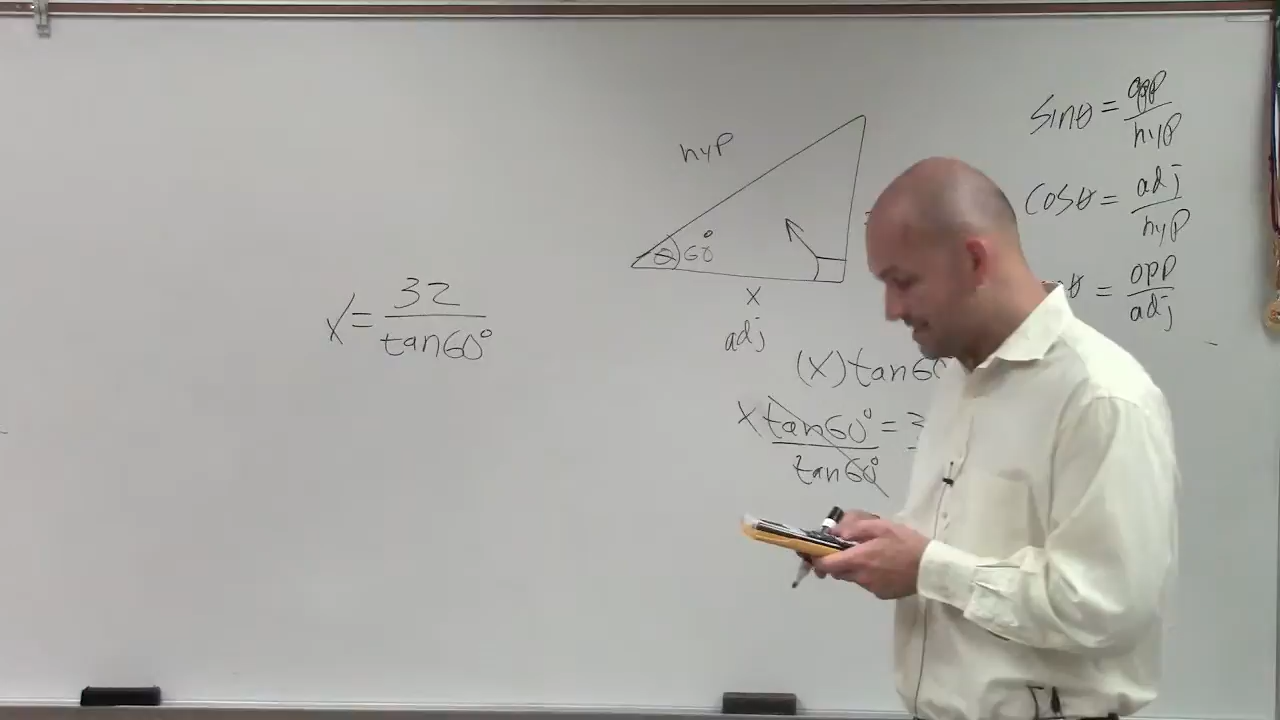 x = 32 / tan60°
hyp
θ 60°
x
adj
(x) tan60
x tan60° = 3
tan60°
sinθ = opp / hyp
cosθ = adj / hyp
θ = opp / adj